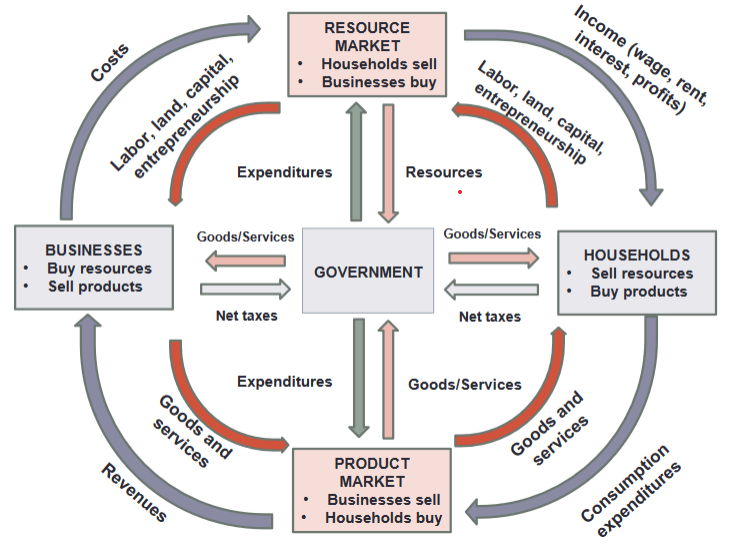 RESOURCE
MARKET
• Households sell
• Businesses buy
Costs
Labor, land, capital,
entrepreneurship
Income (wage, rent,
interest, profits)
Labor, land, capital,
entrepreneurship
Expenditures
Resources
BUSINESSES
• Buy resources
• Sell products
Goods/Services
Net taxes
GOVERNMENT
Goods/Services
Net taxes
HOUSEHOLDS
• Sell resources
• Buy products
Expenditures
Goods/Services
Goods and
services
Revenues
Goods and
services
Consumption
expenditures
PRODUCT
MARKET
• Businesses sell
• Households buy